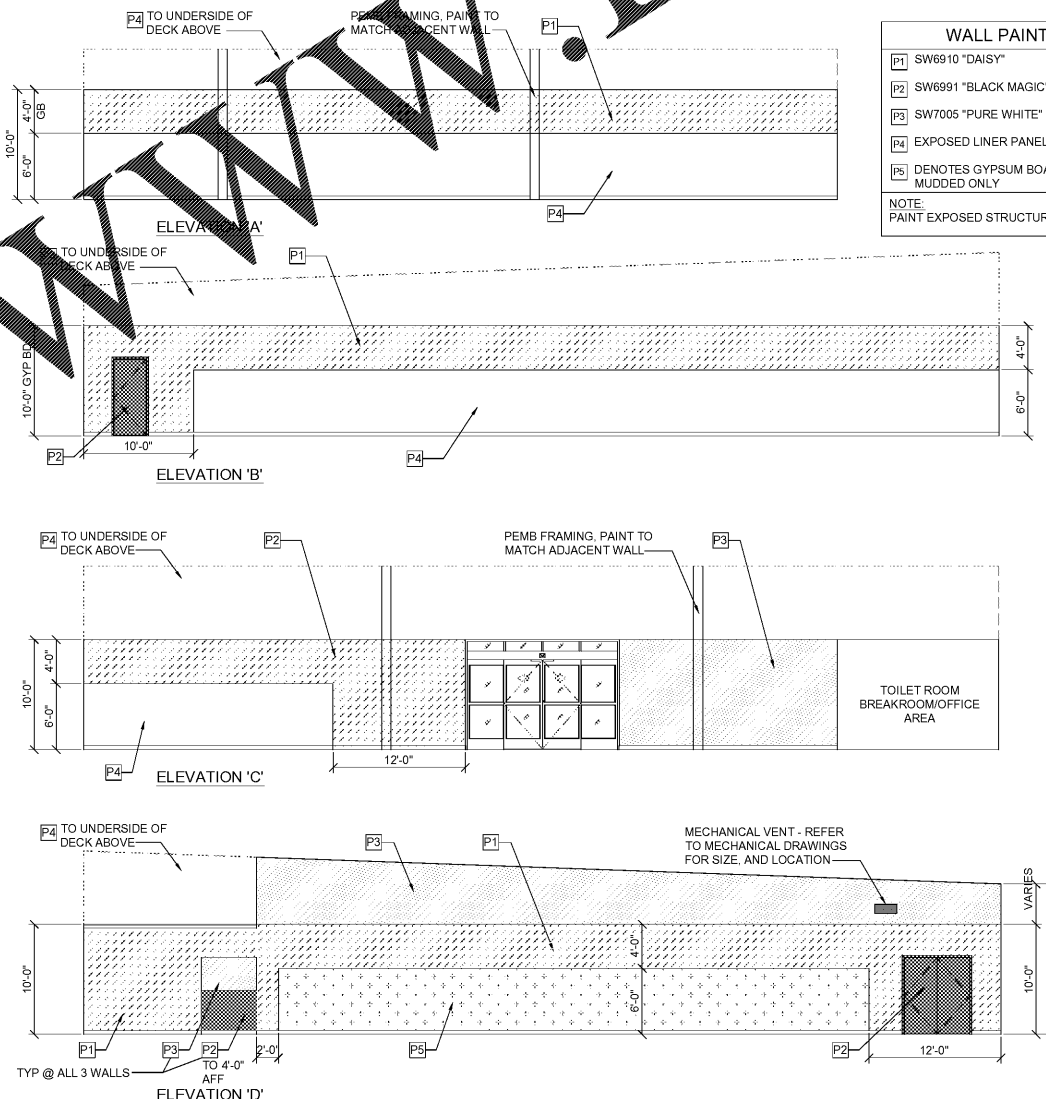 P4 TO UNDERSIDE OF
DECK ABOVE
PEMB FRAMING, PAINT TO
MATCH ADJACENT WALL
P1
4'-0"
GB
10'-0"
6'-0"
P4
ELEVATION 'A'
WALL PAINT
P1 SW6910 "DAISY"
P2 SW6991 "BLACK MAGIC"
P3 SW7005 "PURE WHITE"
P4 EXPOSED LINER PANEL
P5 DENOTES GYPSUM BOA
MUDDED ONLY
NOTE:
PAINT EXPOSED STRUCTUR
WWW.
TO UNDERSIDE OF
DECK ABOVE
P1
10'-0" GYP BD
4'-0"
6'-0"
P2
10'-0"
P4
ELEVATION 'B'
P4 TO UNDERSIDE OF
DECK ABOVE
P2
PEMB FRAMING, PAINT TO
MATCH ADJACENT WALL
P3
10'-0"
4'-0"
6'-0"
TOILET ROOM
BREAKROOM/OFFICE
AREA
12'-0"
P4
ELEVATION 'C'
P4 TO UNDERSIDE OF
DECK ABOVE
P3
P1
MECHANICAL VENT - REFER
TO MECHANICAL DRAWINGS
FOR SIZE, AND LOCATION
VARIES
10'-0"
4'-0"
6'-0"
10'-0"
P1
P3
P2
TO 4'-0"
AFF
2'-0"
P5
P2
12'-0"
TYP @ ALL 3 WALLS
ELEVATION 'D'